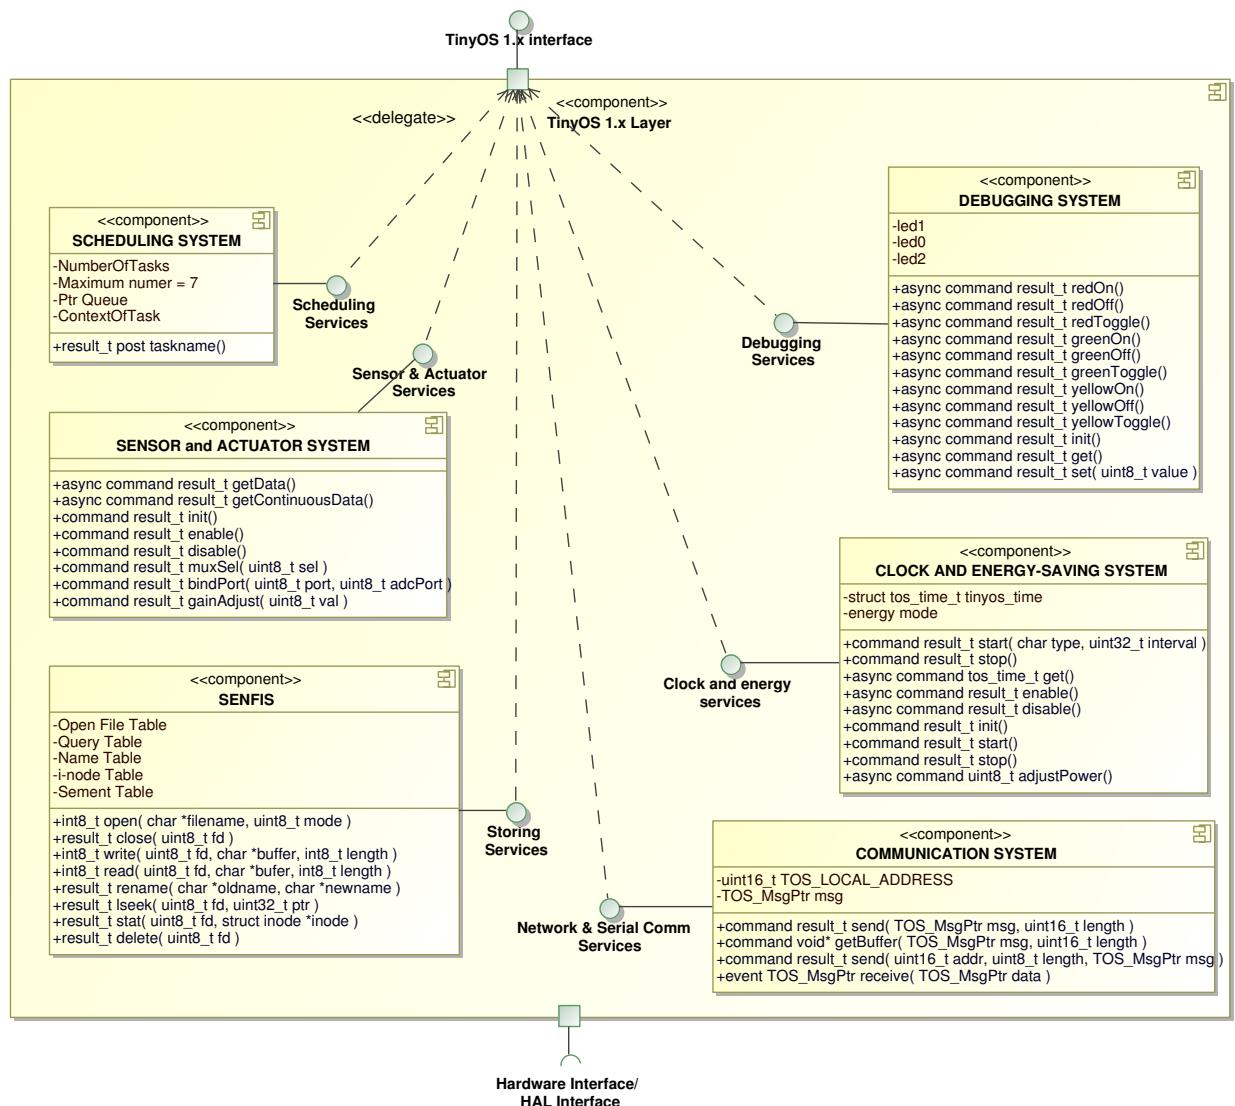 TinyOS 1.x interface
<<delegate>>
<<component>>
TinyOS 1.x Layer
<<component>>
SCHEDULING SYSTEM
-NumberOfTasks
-Maximum numer = 7
-Ptr Queue
-ContextOfTask
+result_t post taskname()
Scheduling
Services
Sensor & Actuator
Services
<<component>>
DEBUGGING SYSTEM
-led1
-led0
-led2
+async command result_t redOn()
+async command result_t redOff()
+async command result_t redToggle()
+async command result_t greenOn()
+async command result_t greenOff()
+async command result_t greenToggle()
+async command result_t yellowOn()
+async command result_t yellowOff()
+async command result_t yellowToggle()
+async command result_t init()
+async command result_t get()
+async command result_t set( uint8_t value )
Debugging
Services
<<component>>
SENSOR and ACTUATOR SYSTEM
+async command result_t getData()
+async command result_t getContinuousData()
+command result_t init()
+command result_t enable()
+command result_t disable()
+command result_t muxSel( uint8_t sel )
+command result_t bindPort( uint8_t port, uint8_t adcPort )
+command result_t gainAdjust( uint8_t val )
<<component>>
CLOCK AND ENERGY-SAVING SYSTEM
-struct tos_time_t tinyos_time
-energy mode
+command result_t start( char type, uint32_t interval )
+command result_t stop()
+async command tos_time_t get()
+async command result_t enable()
+async command result_t disable()
+command result_t init()
+command result_t start()
+command result_t stop()
+async command uint8_t adjustPower()
Clock and energy
services
<<component>>
SENFIS
-Open File Table
-Query Table
-Name Table
-i-node Table
-Sement Table
+int8_t open( char *filename, uint8_t mode )
+result_t close( uint8_t fd )
+int8_t write( uint8_t fd, char *buffer, int8_t length )
+int8_t read( uint8_t fd, char *bufer, int8_t length )
+result_t rename( char *oldname, char *newname )
+result_t lseek( uint8_t fd, uint32_t ptr )
+result_t stat( uint8_t fd, struct inode *inode )
+result_t delete( uint8_t fd )
Storing
Services
<<component>>
COMMUNICATION SYSTEM
-uint16_t TOS_LOCAL_ADDRESS
-TOS_MsgPtr msg
+command result_t send( TOS_MsgPtr msg, uint16_t length )
+command void* getBuffer( TOS_MsgPtr msg, uint16_t length )
+command result_t send( uint16_t addr, uint8_t length, TOS_MsgPtr msg )
+event TOS_MsgPtr receive( TOS_MsgPtr data )
Network & Serial Comm
Services
Hardware Interface/
HAL Interface